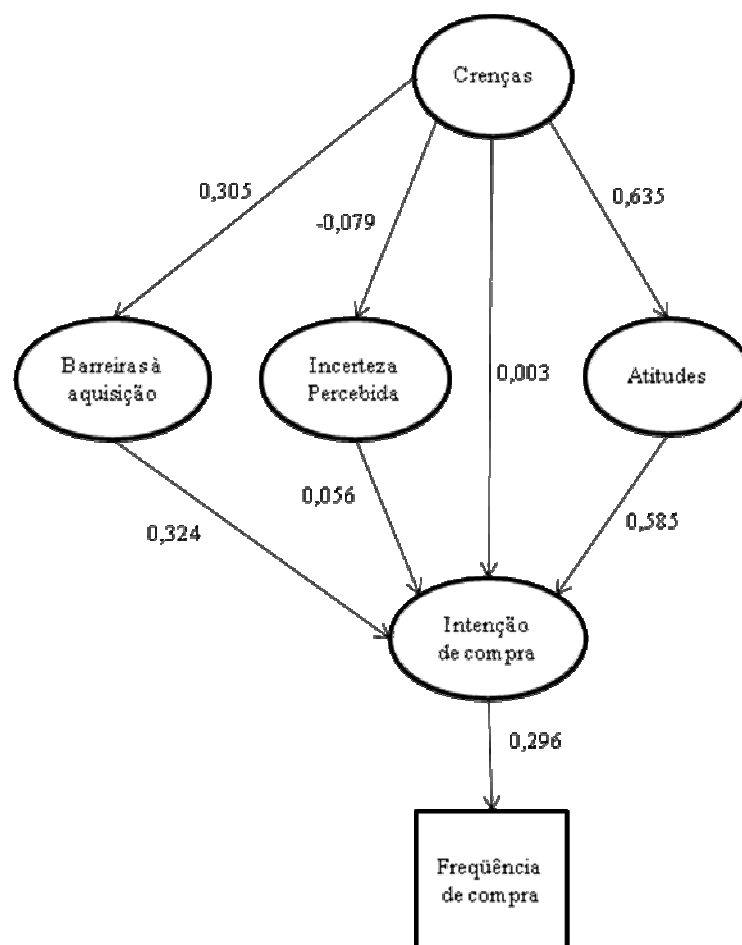 Crenças
0,305
-0,079
0,635
Barreiras à
aquisição
Incerteza
Percebida
0,003
Atitudes
0,324
0,056
0,585
Intenção
de compra
0,296
Freqüência
de compra